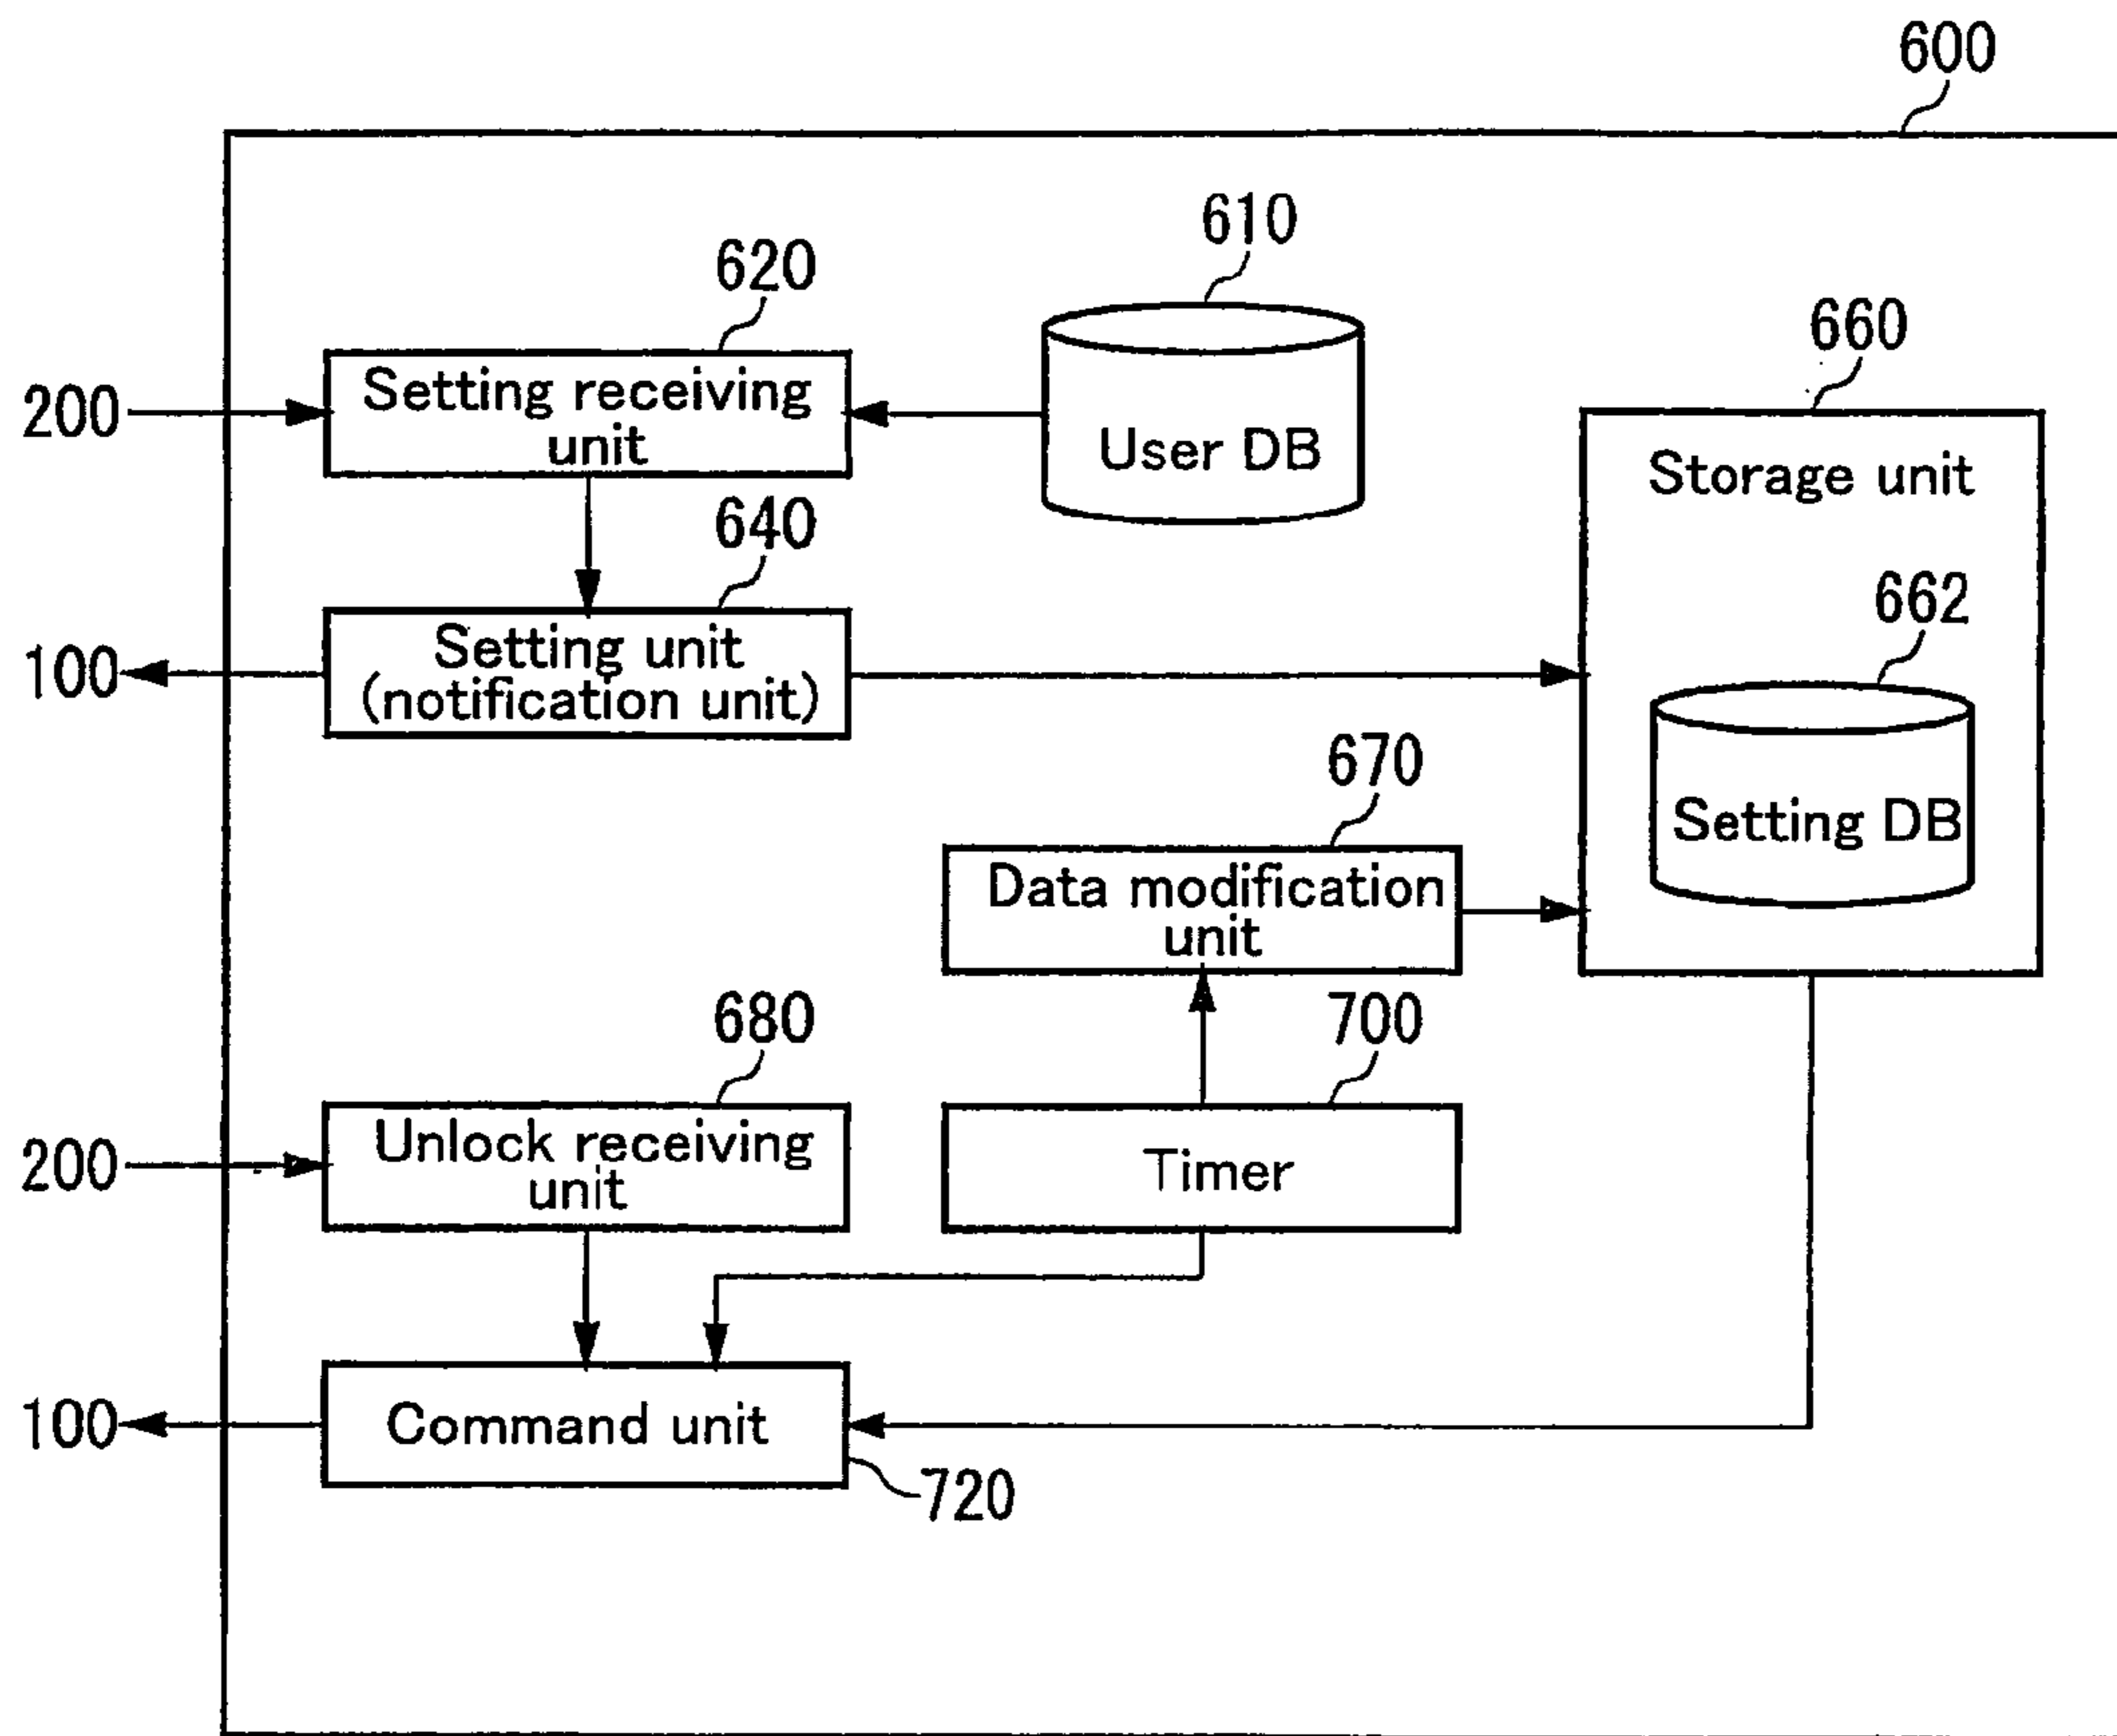 600
610
620
660
200
Setting receiving
unit
User DB
Storage unit
640
662
100
Setting unit
(notification unit)
670
Setting DB
Data modification
unit
680
700
200
Unlock receiving
unit
Timer
100
Command unit
720